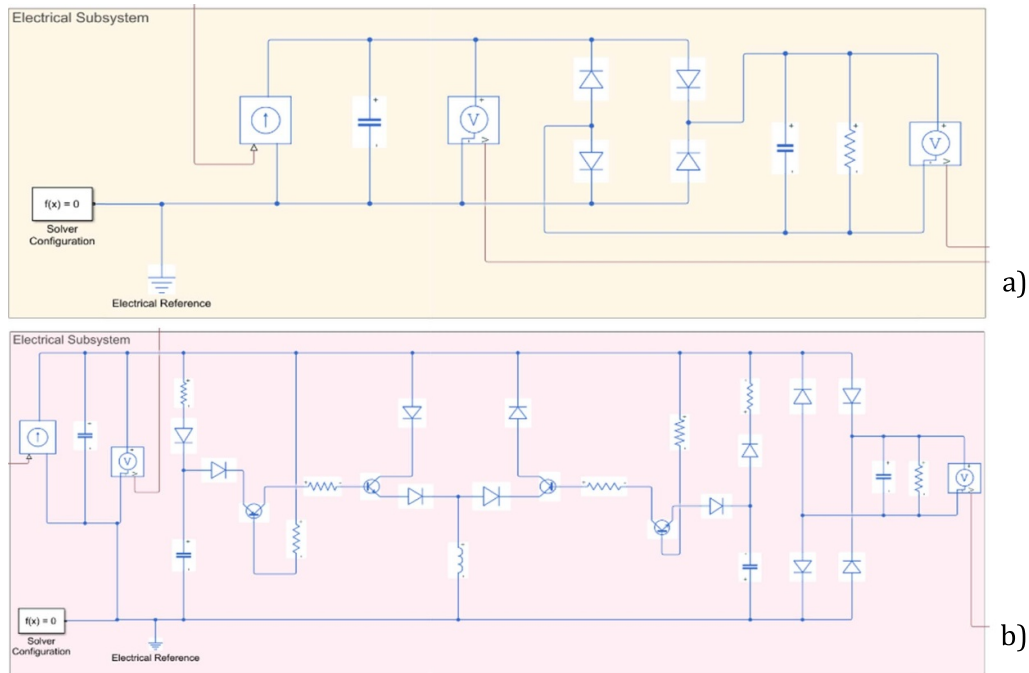 Electrical Subsystem
V
f(x) = 0
Solver
Configuration
Electrical Reference
V
a)
Electrical Subsystem
V
V
f(x) = 0
Solver
Configuration
Electrical Reference
b)